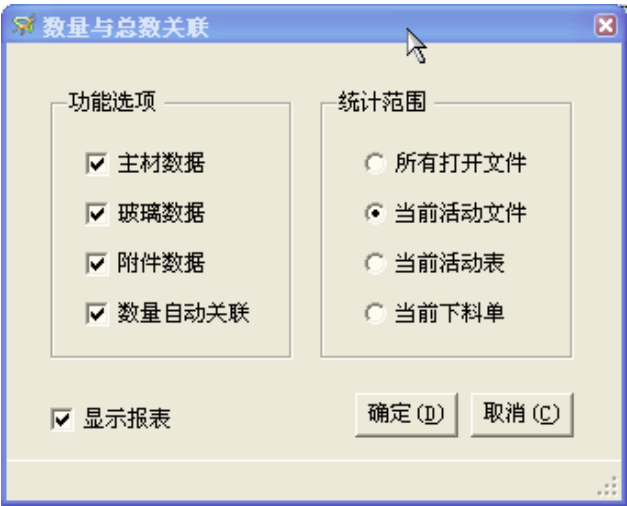 数量与总数关联
功能选项
主材数据
玻璃数据
附件数据
数量自动关联
统计范围
所有打开文件
当前活动文件
当前活动表
当前下料单
显示报表
确定(D)
取消(C)